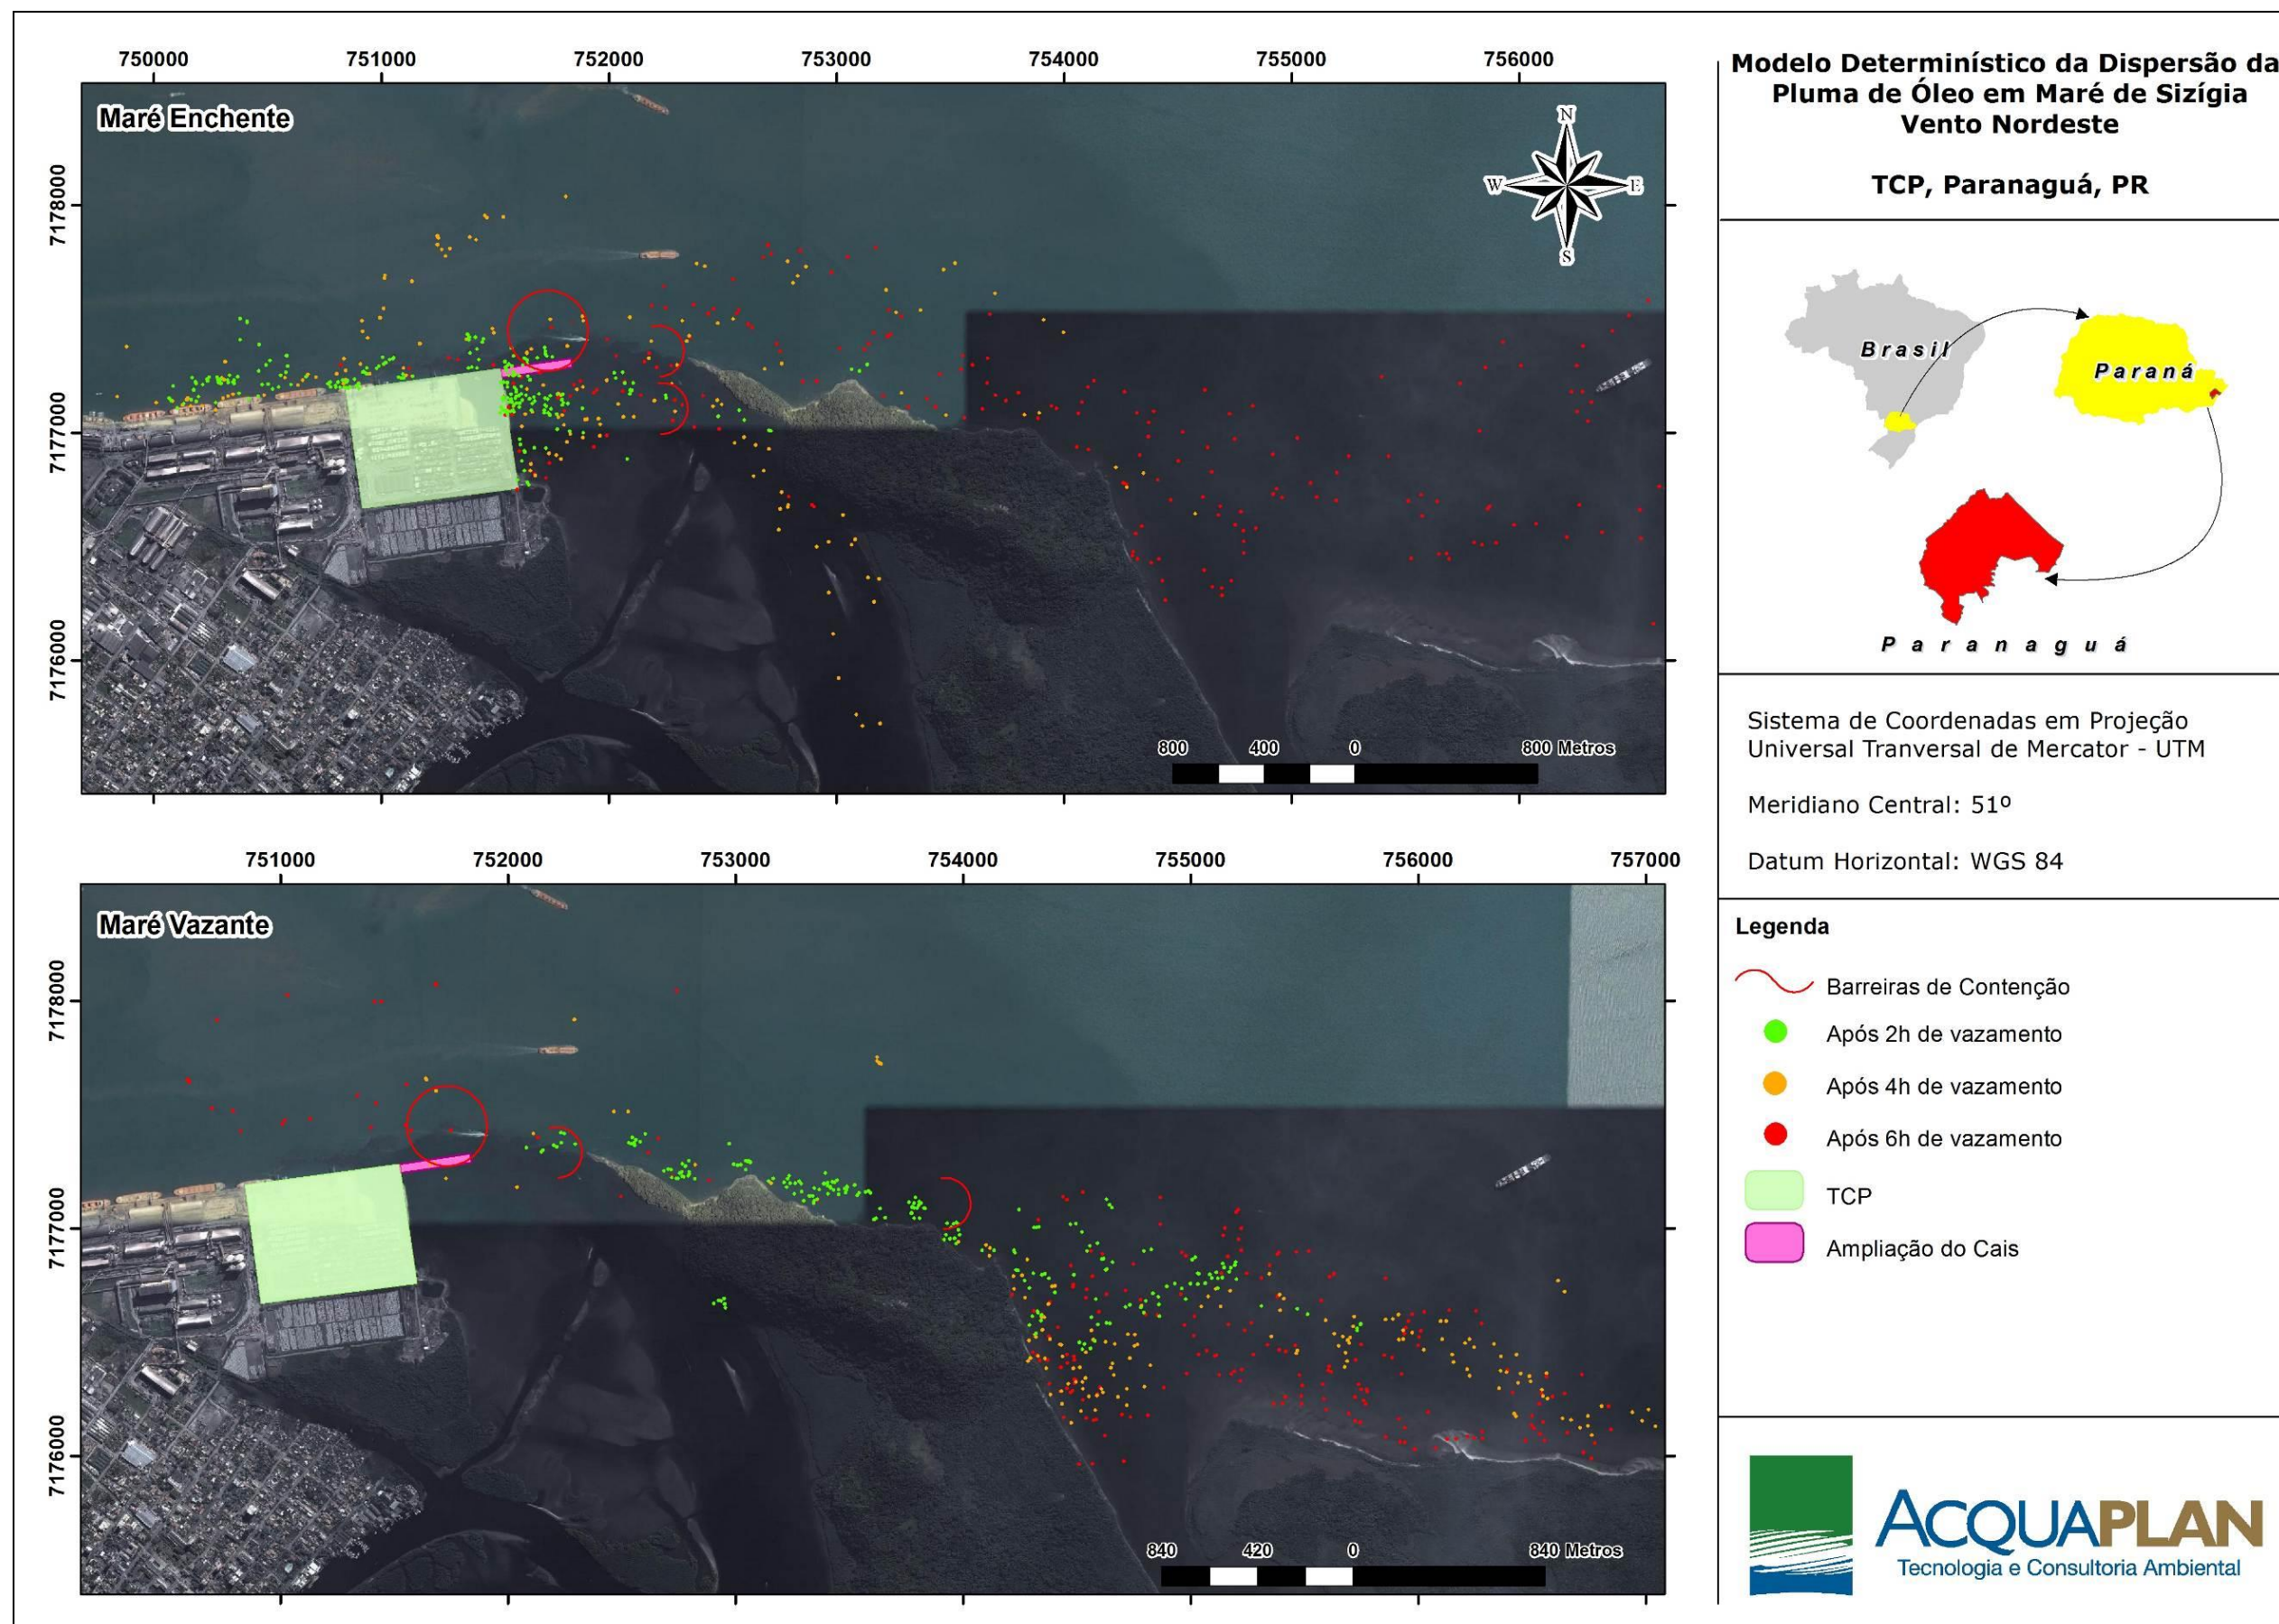 750000 751000 752000 753000 754000 755000 756000
Maré Enchente
N
W E
S
7178000
7177000
7176000
800 400 0 800 Metros
751000 752000 753000 754000 755000 756000 757000
Maré Vazante
7178000
7177000
7176000
840 420 0 840 Metros
Modelo Determinístico da Dispersão da
Pluma de Óleo em Maré de Sizígia
Vento Nordeste
TCP, Paranaguá, PR
Brasil
Paraná
Paranaguá
Sistema de Coordenadas em Projeção
Universal Tranversal de Mercator - UTM
Meridiano Central: 51º
Datum Horizontal: WGS 84
Legenda
Barreiras de Contenção
Após 2h de vazamento
Após 4h de vazamento
Após 6h de vazamento
TCP
Ampliação do Cais
ACQUAPLAN
Tecnologia e Consultoria Ambiental